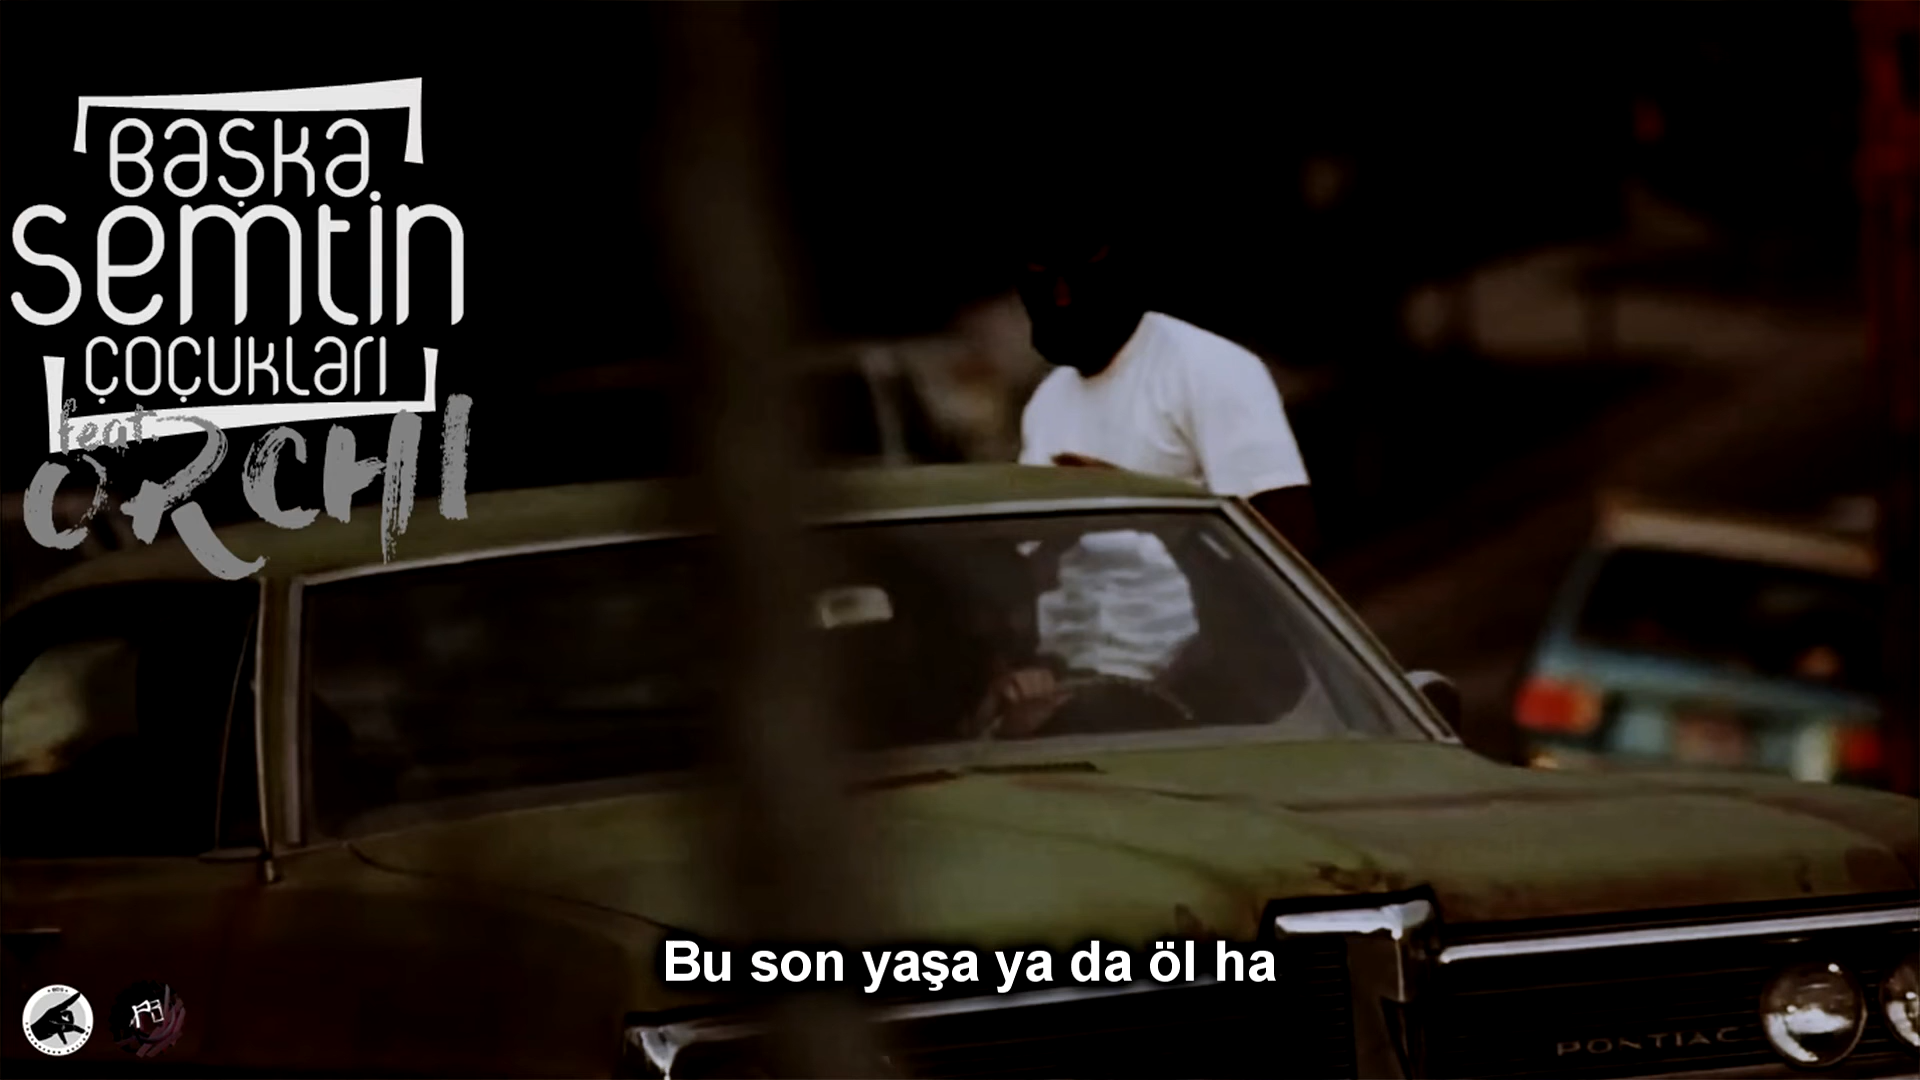 BaşKa
semtin
çoçuKLarı
feat.
ORCHI
Bu son yaşa ya da öl ha
PONTIAC